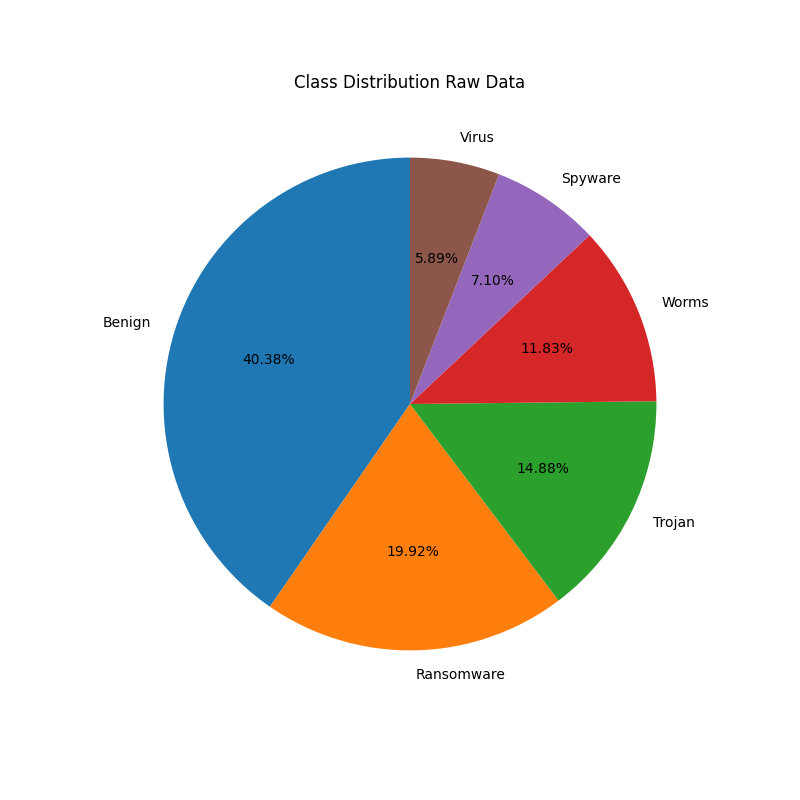 Class Distribution Raw Data
Virus
Spyware
5.89%
7.10%
Worms
Benign
11.83%
40.38%
14.88%
Trojan
19.92%
Ransomware